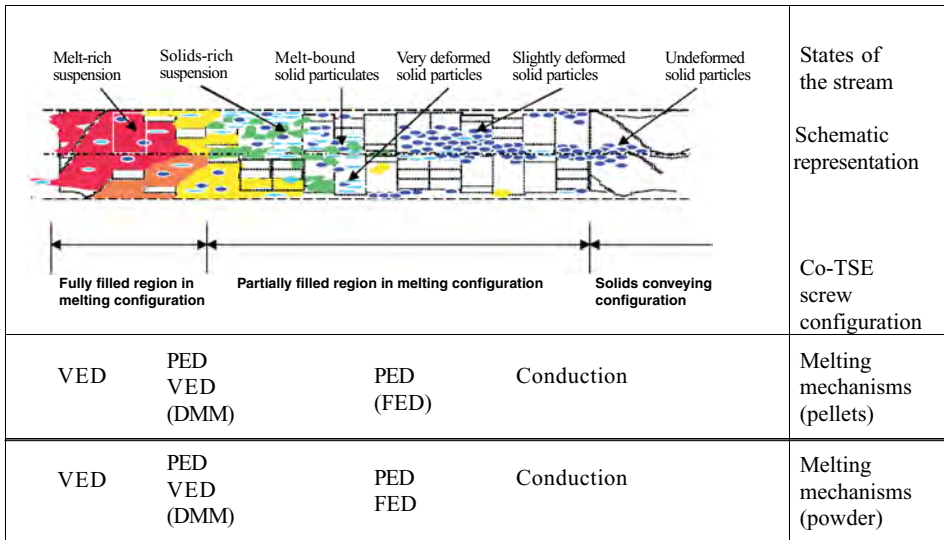 Melt-rich
suspension
Solids-rich
suspension
Melt-bound
solid particulates
Very deformed
solid particles
Slightly deformed
solid particles
Undeformed
solid particles
States of
the stream
Schematic
representation
Fully filled region in
melting configuration
Partially filled region in melting configuration
Solids conveying
configuration
Co-TSE
screw
configuration
VED
PED
VED
(DMM)
PED
(FED)
Conduction
Melting
mechanisms
(pellets)
VED
PED
VED
(DMM)
PED
FED
Conduction
Melting
mechanisms
(powder)